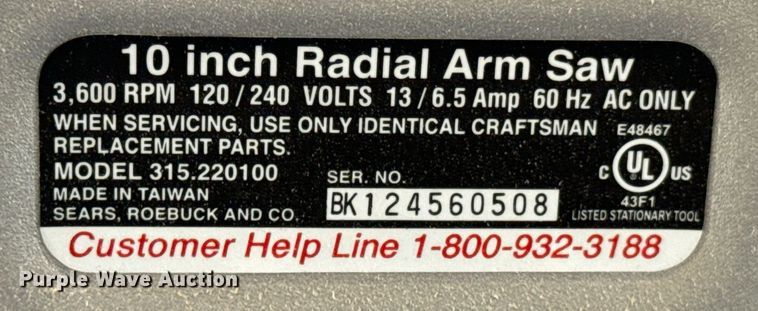 10 inch Radial Arm Saw
3,600 RPM 120 / 240 VOLTS 13 / 6.5 Amp 60 Hz AC ONLY
WHEN SERVICING, USE ONLY IDENTICAL CRAFTSMAN
REPLACEMENT PARTS.
MODEL 315.220100
MADE IN TAIWAN
SEARS, ROEBUCK AND CO.
SER. NO.
BK124560508
E48467
C UL US
43F1
LISTED STATIONARY TOOL
Customer Help Line 1-800-932-3188
Purple Wave Auction